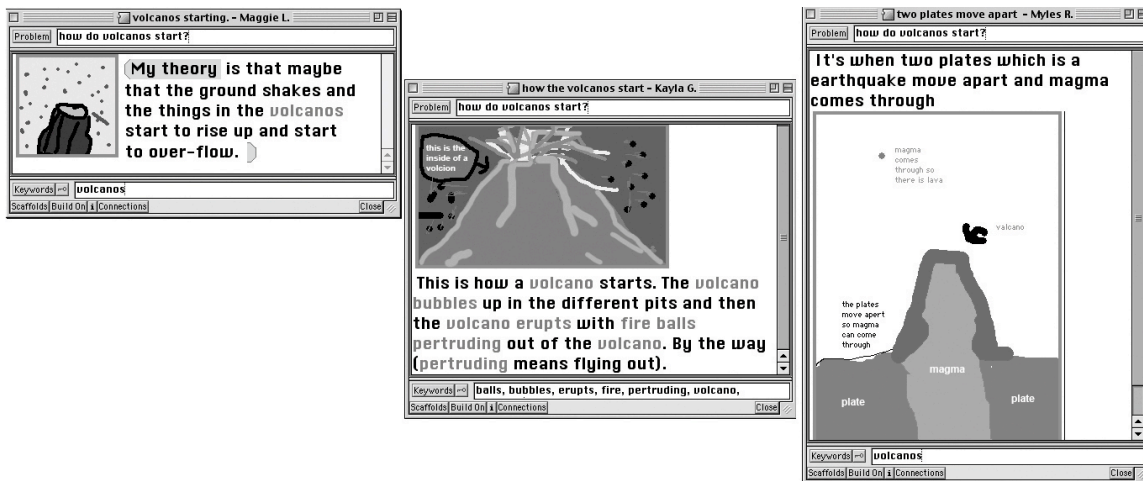 volcanos starting. - Maggie L.
Problem
how do volcanos start?
My theory is that maybe
that the ground shakes and
the things in the volcanos
start to rise up and start
to over-flow.
Keywords
volcanos
Scaffolds Build On i Connections
Close
how the volcanos start - Kayla G.
Problem
how do volcanos start?
this is the
inside of a
volcion
This is how a volcano starts. The volcano
bubbles up in the different pits and then
the volcano erupts with fire balls
pertruding out of the volcano. By the way
(pertruding means flying out).
Keywords
balls, bubbles, erupts, fire, pertruding, volcano,
Scaffolds Build On i Connections
Close
two plates move apart - Myles R.
Problem
how do volcanos start?
It's when two plates which is a
earthquake move apart and magma
comes through
magma
comes
through so
there is lava
valcano
the plates
move apert
so magma
can come
through
magma
plate
plate
Keywords
volcanos
Scaffolds Build On i Connections
Close